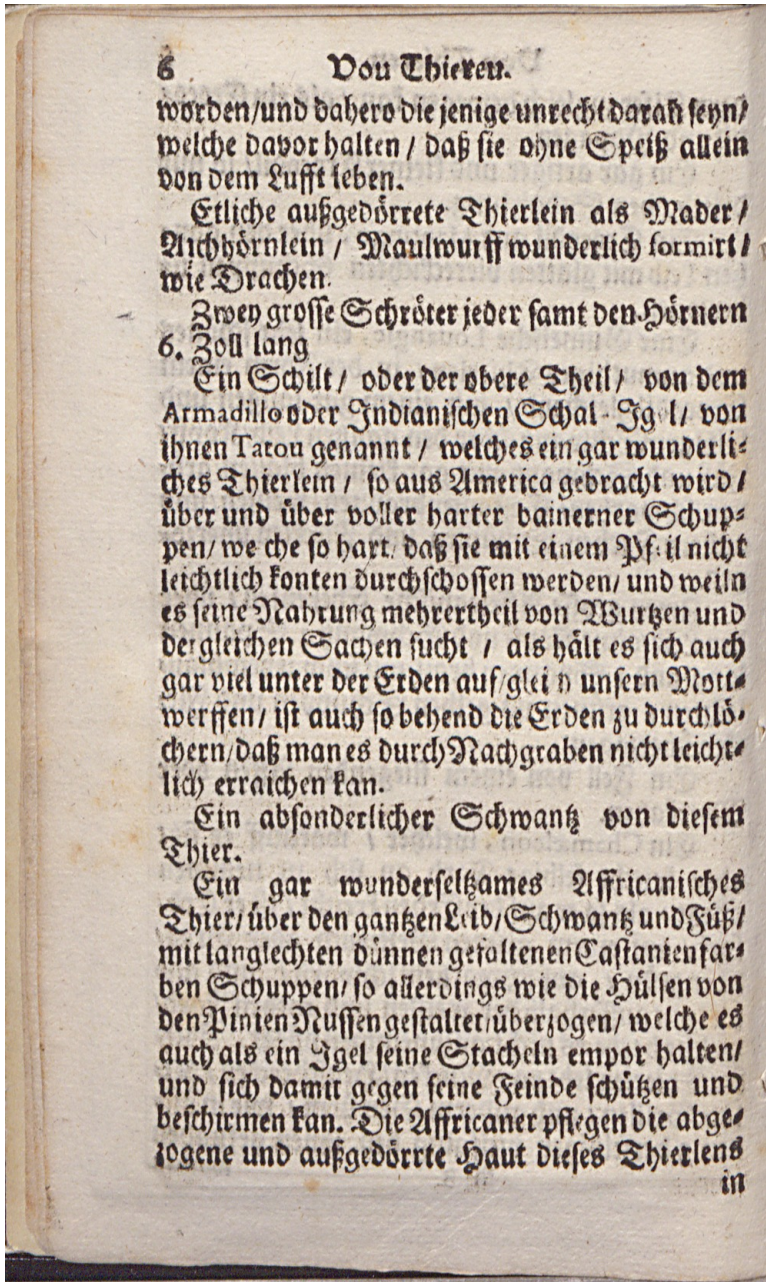 6 Von Thieren.
worden/und dahero die jenige unrecht daran seyn/
welche davor halten / daß sie ohne Speiß allein
von dem Lufft leben.
Etliche außgedörrete Thierlein als Mader /
Aichhörnlein / Maulwurff wunderlich formirt /
wie Drachen.
Zwey grosse Schröter jeder samt den Hörnern
6. Zoll lang
Ein Schilt / oder der obere Theil / von dem
Armadillo oder Indianischen Schal-Igel / von
ihnen Tatou genannt / welches ein gar wunderli-
ches Thierlein / so aus America gebracht wird /
über und über voller harter bainerner Schup-
pen/ welche so hart, daß sie mit einem Pfeil nicht
leichtlich konten durchschossen werden/ und weiln
es seine Nahrung mehrertheil von Wurtzen und
dergleichen Sachen sucht / als hält es sich auch
gar viel unter der Erden auf/gleich unsern Mott-
werffen/ ist auch so behend die Erden zu durchlö-
chern/daß man es durch Nachgraben nicht leicht-
lich erraichen kan.
Ein absonderlicher Schwantz von diesem
Thier.
Ein gar wunderseltzames Affricanisches
Thier/über den gantzen Leib/Schwantz und Füß/
mit langlechten dünnen gefaltenen Castanienfar-
ben Schuppen/ so allerdings wie die Hülsen von
den Pinien Nussen gestaltet/überzogen/ welche es
auch als ein Igel seine Stacheln empor halten/
und sich damit gegen seine Feinde schützen und
beschirmen kan. Die Affricaner pflegen die abge-
zogene und außgedörrte Haut dieses Thierlens
in